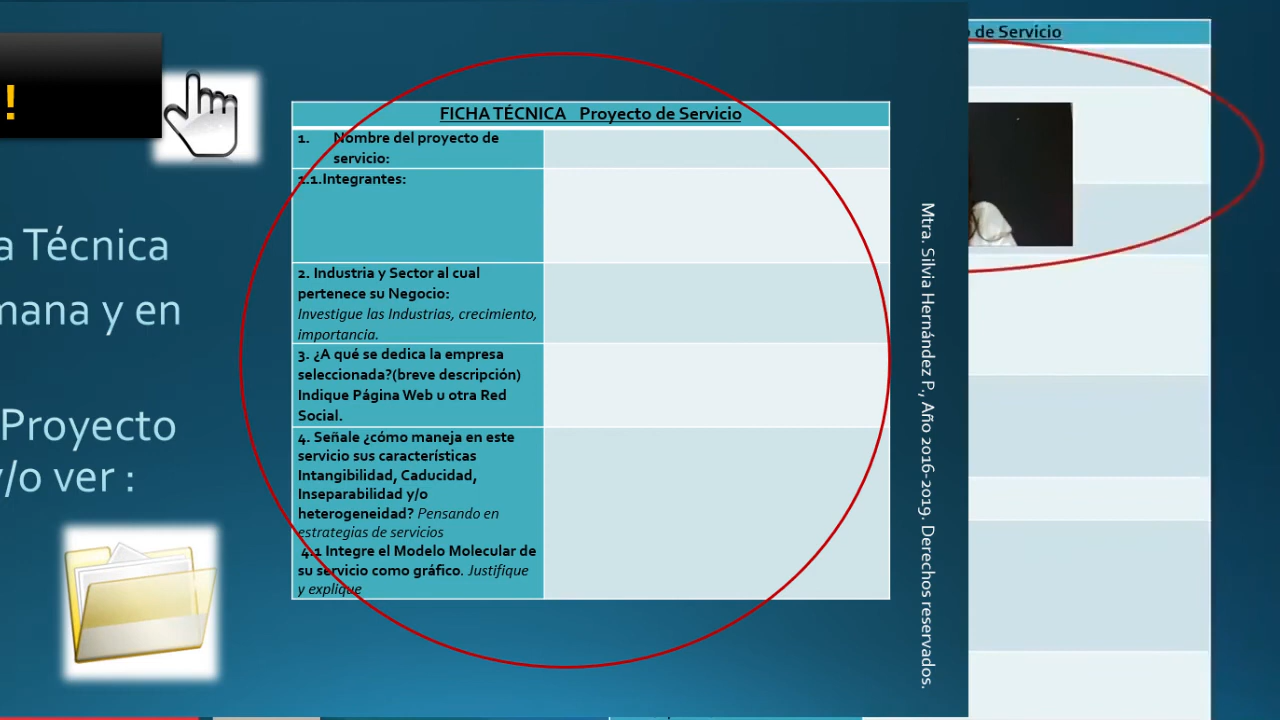 !
a Técnica
mana y en
Proyecto
y/o ver :
FICHA TÉCNICA Proyecto de Servicio
1. Nombre del proyecto de
servicio:
1.1.Integrantes:
2. Industria y Sector al cual
pertenece su Negocio:
Investigue las Industrias, crecimiento,
importancia.
3. ¿A qué se dedica la empresa
seleccionada?(breve descripción)
Indique Página Web u otra Red
Social.
4. Señale ¿cómo maneja en este
servicio sus características
Intangibilidad, Caducidad,
Inseparabilidad y/o
heterogeneidad? Pensando en
estrategias de servicios
4.1 Integre el Modelo Molecular de
su servicio como gráfico. Justifique
y explique
Mtra. Silvia Hernández P., Año 2016-2019. Derechos reservados.
o de Servicio